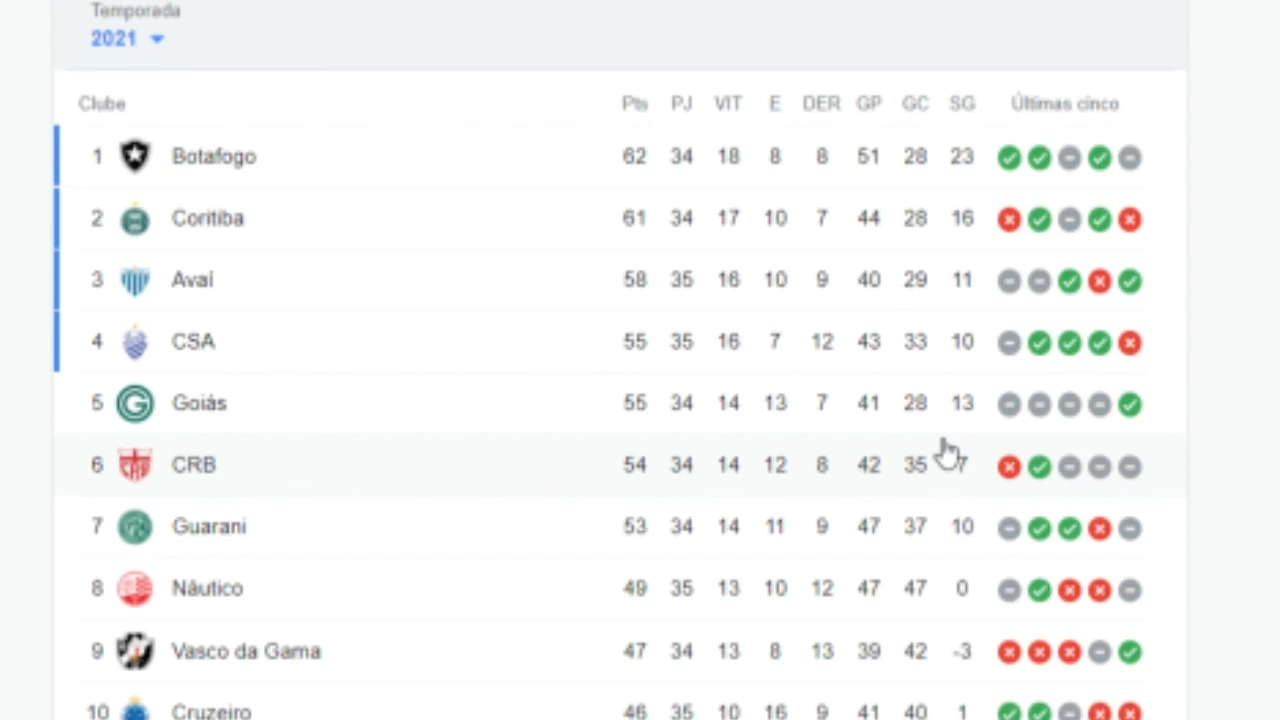 Temporada
2021
Clube Pts PJ VIT E DER GP GC SG Últimas cinco
1 Botafogo 62 34 18 8 8 51 28 23
2 Coritiba 61 34 17 10 7 44 28 16
3 Avaí 58 35 16 10 9 40 29 11
4 CSA 55 35 16 7 12 43 33 10
5 Goiás 55 34 14 13 7 41 28 13
6 CRB 54 34 14 12 8 42 35 7
7 Guarani 53 34 14 11 9 47 37 10
8 Náutico 49 35 13 10 12 47 47 0
9 Vasco da Gama 47 34 13 8 13 39 42 -3
10 Cruzeiro 46 35 10 16 9 41 40 1